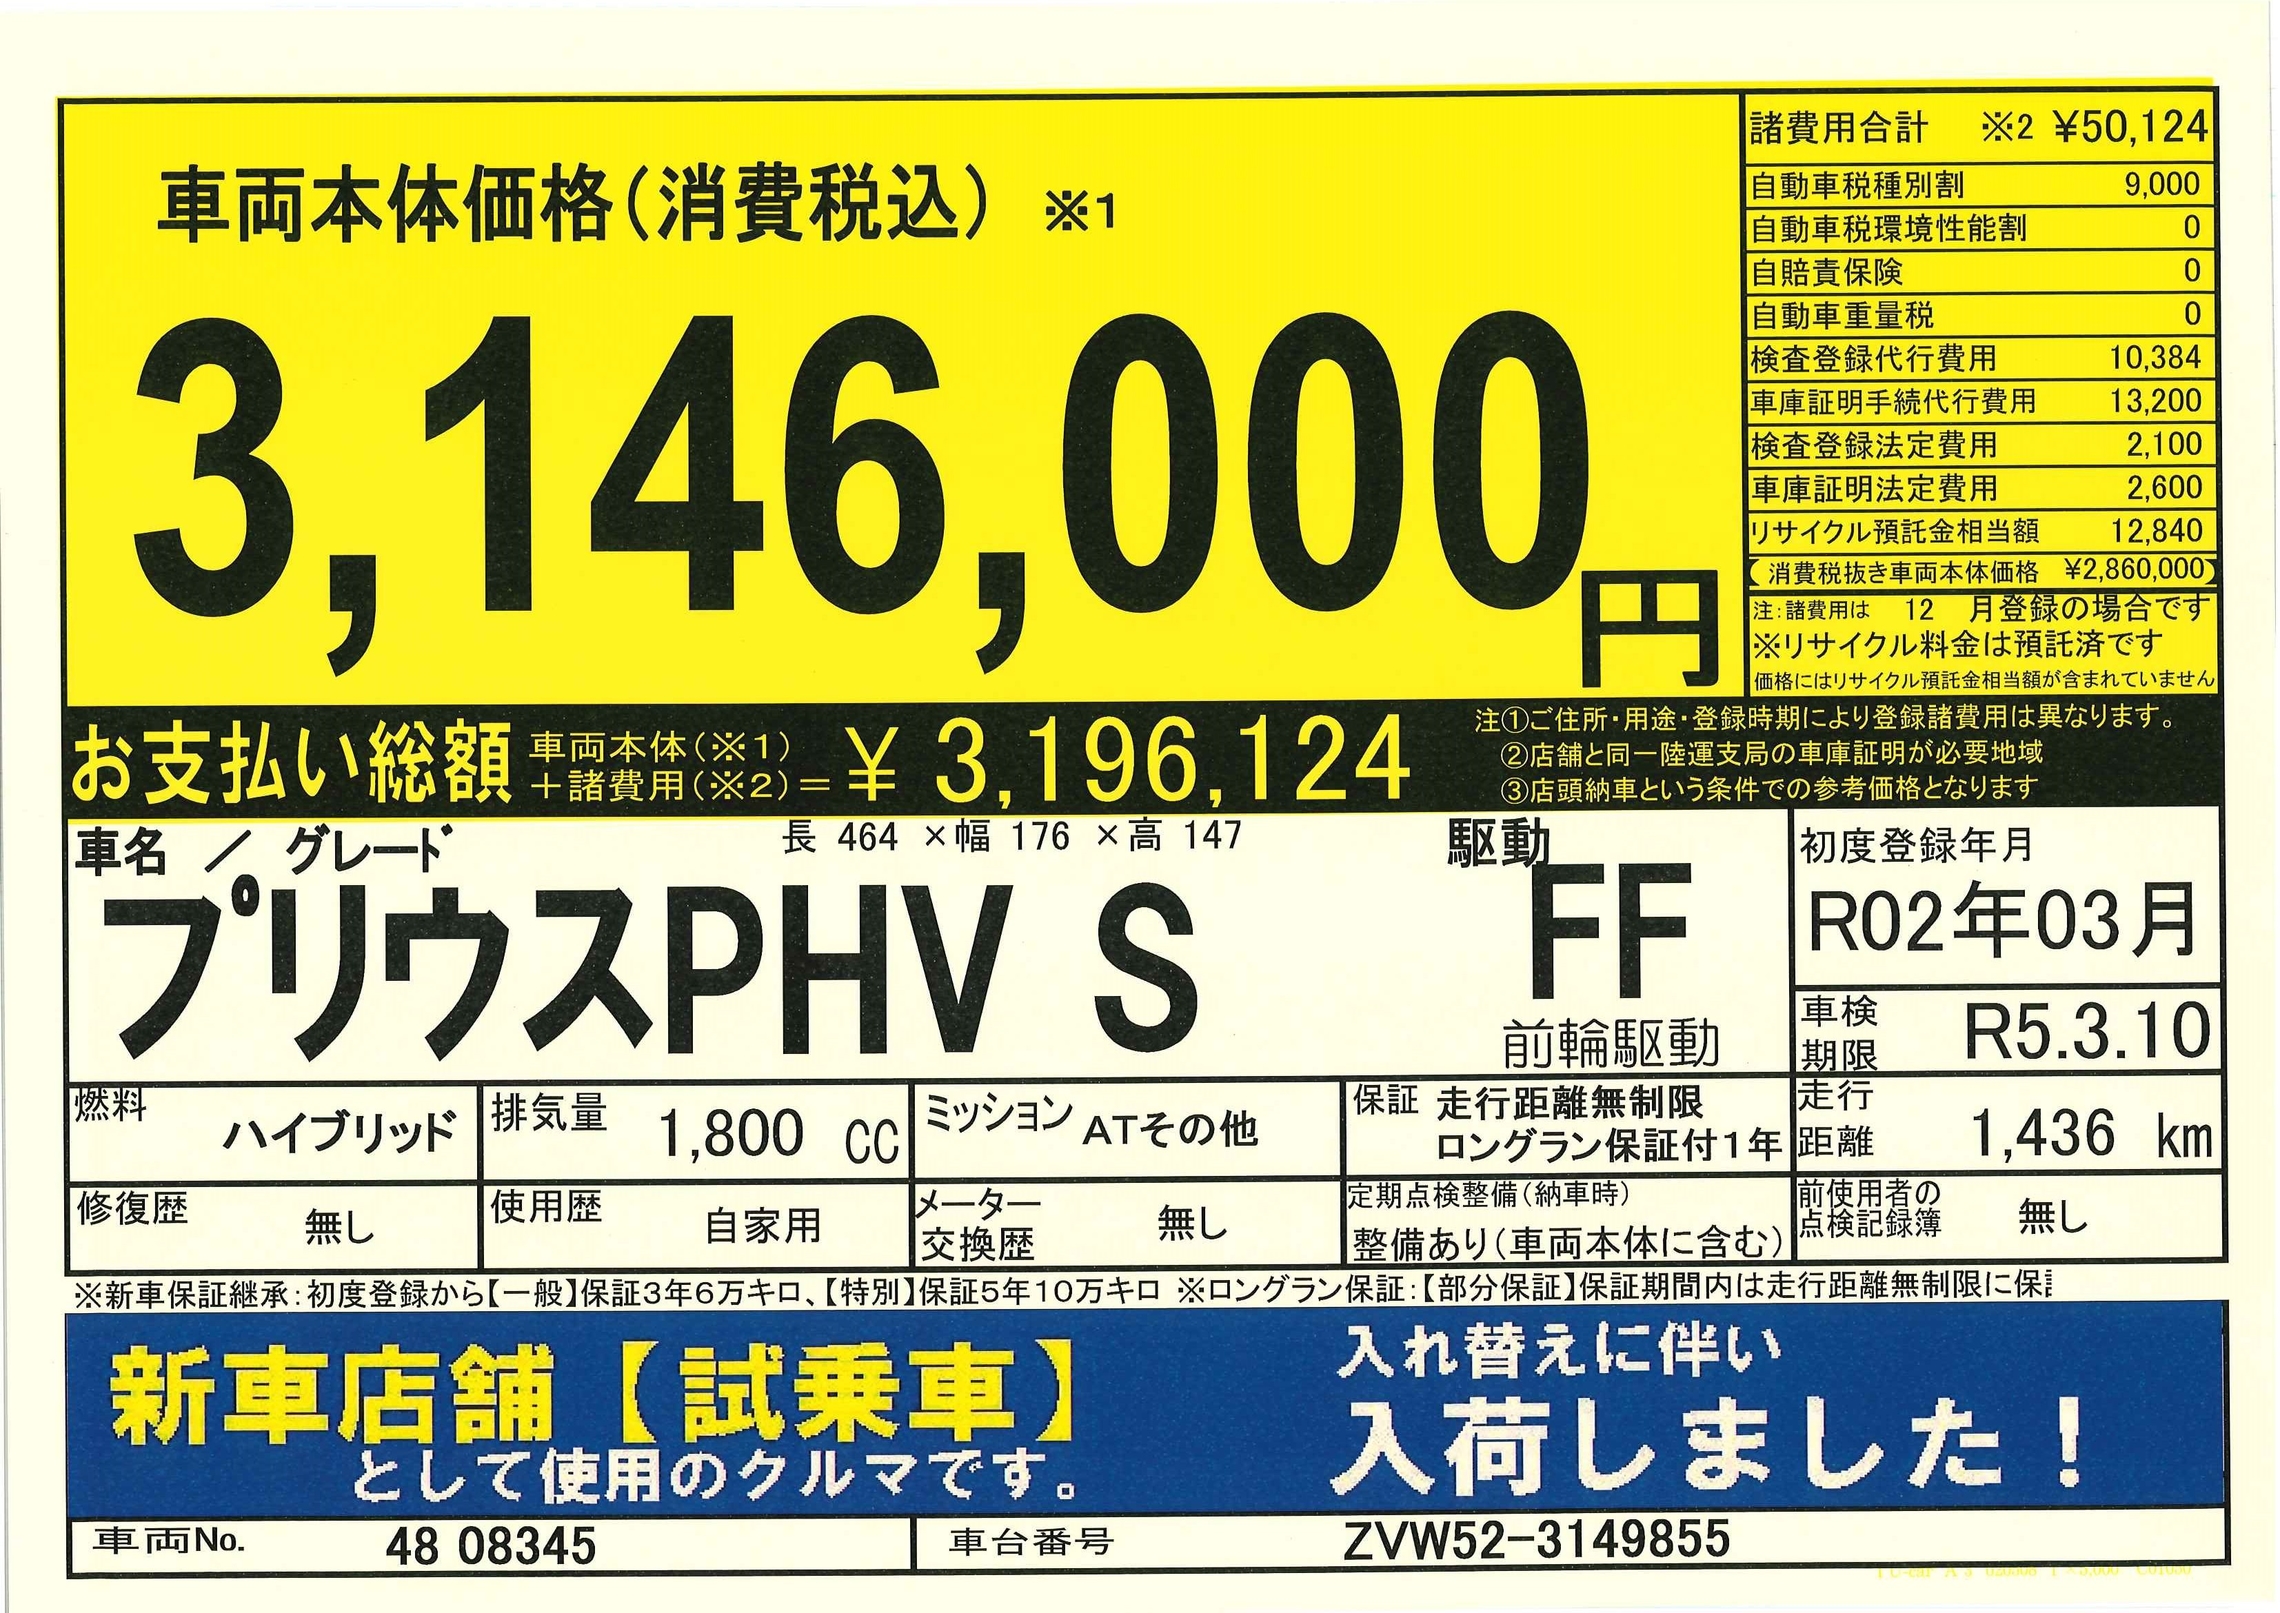 車両本体価格(消費税込) ※1
3,146,000円
諸費用合計 ※2 ¥50,124
自動車税種別割 9,000
自動車税環境性能割 0
自賠責保険 0
自動車重量税 0
検査登録代行費用 10,384
車庫証明手続代行費用 13,200
検査登録法定費用 2,100
車庫証明法定費用 2,600
リサイクル預託金相当額 12,840
(消費税抜き車両本体価格 ¥2,860,000)
注:諸費用は 12 月登録の場合です
※リサイクル料金は預託済です
価格にはリサイクル預託金相当額が含まれていません
お支払い総額 車両本体(※1)
+諸費用(※2)= ¥ 3,196,124
注①ご住所・用途・登録時期により登録諸費用は異なります。
②店舗と同一陸運支局の車庫証明が必要地域
③店頭納車という条件での参考価格となります
車名 / グレード 長 464 ×幅 176 ×高 147
プリウスPHV S
駆動
FF
前輪駆動
初度登録年月
R02年03月
車検期限 R5.3.10
燃料 ハイブリッド
排気量 1,800 CC
ミッション ATその他
保証 走行距離無制限
ロングラン保証付1年
走行距離 1,436 km
修復歴 無し
使用歴 自家用
メーター交換歴 無し
定期点検整備(納車時)
整備あり(車両本体に含む)
前使用者の点検記録簿 無し
※新車保証継承:初度登録から【一般】保証3年6万キロ、【特別】保証5年10万キロ ※ロングラン保証:【部分保証】保証期間内は走行距離無制限に保
新車店舗【試乗車】
として使用のクルマです。
入れ替えに伴い
入荷しました!
車両No. 48 08345
車台番号 ZVW52-3149855